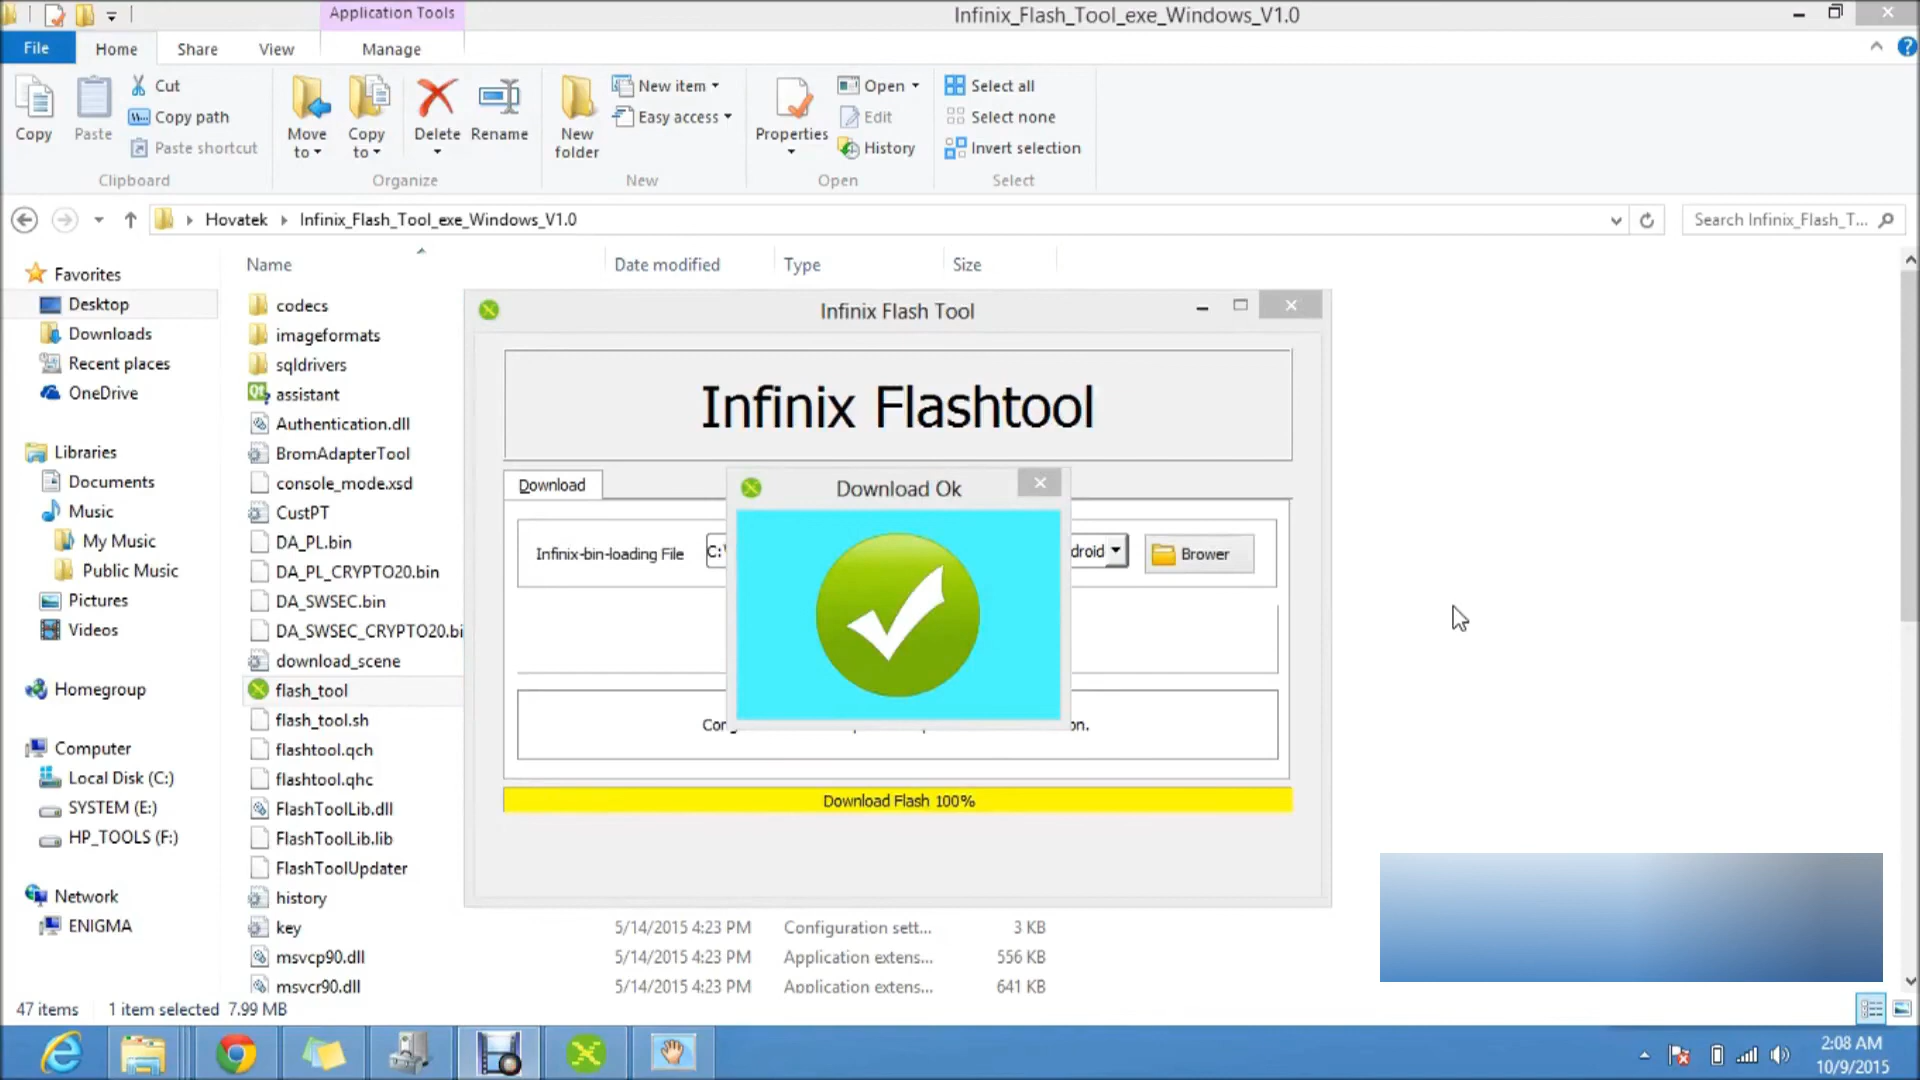 Application Tools
Infinix_Flash_Tool_exe_Windows_V1.0
File Home Share View Manage
Copy
Paste
Cut
Copy path
Paste shortcut
Clipboard
Move to
Copy to
Delete
Rename
Organize
New folder
New item
Easy access
New
Properties
Open
Edit
History
Open
Select all
Select none
Invert selection
Select
Hovatek Infinix_Flash_Tool_exe_Windows_V1.0
Search Infinix_Flash_T...
Name Date modified Type Size
Favorites
Desktop
Downloads
Recent places
OneDrive
Libraries
Documents
Music
My Music
Public Music
Pictures
Videos
Homegroup
Computer
Local Disk (C:)
SYSTEM (E:)
HP_TOOLS (F:)
Network
ENIGMA
codecs
imageformats
sqldrivers
assistant
Authentication.dll
BromAdapterTool
console_mode.xsd
CustPT
DA_PL.bin
DA_PL_CRYPTO20.bin
DA_SWSEC.bin
DA_SWSEC_CRYPTO20.bi
download_scene
flash_tool
flash_tool.sh
flashtool.qch
flashtool.qhc
FlashToolLib.dll
FlashToolLib.lib
FlashToolUpdater
history
key 5/14/2015 4:23 PM Configuration sett... 3 KB
msvcp90.dll 5/14/2015 4:23 PM Application extens... 556 KB
msvcr90.dll 5/14/2015 4:23 PM Application extens... 641 KB
Infinix Flash Tool
Infinix Flashtool
Download
Infinix-bin-loading File C:\ droid Brower
Download Ok
Download Flash 100%
47 items 1 item selected 7.99 MB
2:08 AM
10/9/2015